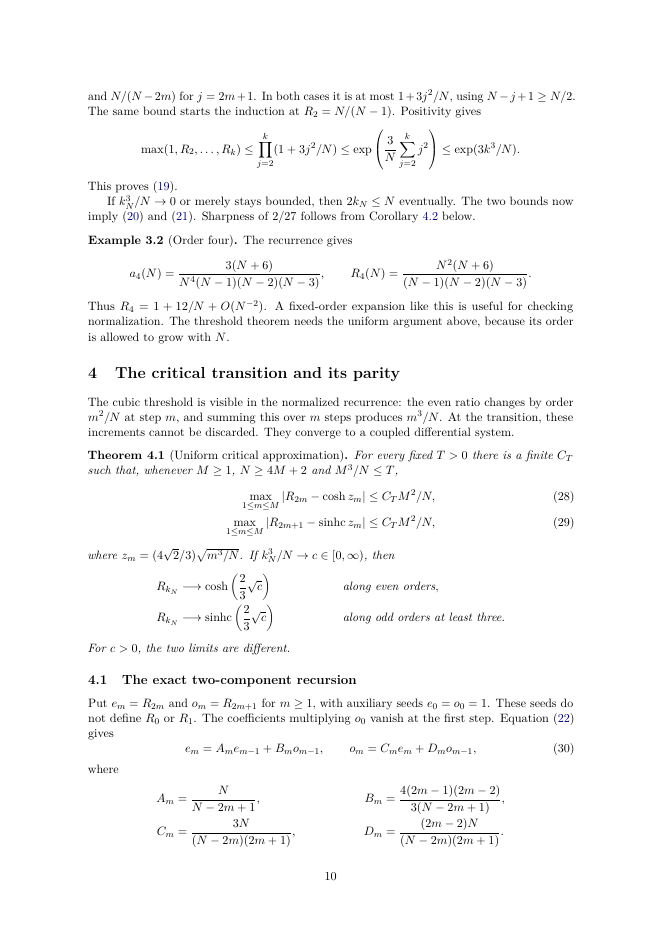 and N/(N − 2m) for j = 2m+1. In both cases it is at most 1+3j²/N, using N − j+1 ≥ N/2.
The same bound starts the induction at R₂ = N/(N − 1). Positivity gives
max(1, R₂, . . . , Rₖ) ≤ ∏_{j=2}^{k} (1 + 3j²/N) ≤ exp ( 3/N ∑_{j=2}^{k} j² ) ≤ exp(3k³/N).
This proves (19).
If k_N³/N → 0 or merely stays bounded, then 2k_N ≤ N eventually. The two bounds now
imply (20) and (21). Sharpness of 2/27 follows from Corollary 4.2 below.
Example 3.2 (Order four). The recurrence gives
a₄(N) = 3(N + 6) / N⁴(N − 1)(N − 2)(N − 3), R₄(N) = N²(N + 6) / (N − 1)(N − 2)(N − 3).
Thus R₄ = 1 + 12/N + O(N⁻²). A fixed-order expansion like this is useful for checking
normalization. The threshold theorem needs the uniform argument above, because its order
is allowed to grow with N.
4 The critical transition and its parity
The cubic threshold is visible in the normalized recurrence: the even ratio changes by order
m²/N at step m, and summing this over m steps produces m³/N. At the transition, these
increments cannot be discarded. They converge to a coupled differential system.
Theorem 4.1 (Uniform critical approximation). For every fixed T > 0 there is a finite C_T
such that, whenever M ≥ 1, N ≥ 4M + 2 and M³/N ≤ T,
max_{1≤m≤M} |R_{2m} − cosh z_m| ≤ C_T M²/N, (28)
max_{1≤m≤M} |R_{2m+1} − sinhc z_m| ≤ C_T M²/N, (29)
where z_m = (4√2/3)√(m³/N). If k_N³/N → c ∈ [0, ∞), then
R_{k_N} ⟶ cosh ( 2/3 √c ) along even orders,
R_{k_N} ⟶ sinhc ( 2/3 √c ) along odd orders at least three.
For c > 0, the two limits are different.
4.1 The exact two-component recursion
Put e_m = R_{2m} and o_m = R_{2m+1} for m ≥ 1, with auxiliary seeds e₀ = o₀ = 1. These seeds do
not define R₀ or R₁. The coefficients multiplying o₀ vanish at the first step. Equation (22)
gives
e_m = A_m e_{m−1} + B_m o_{m−1}, o_m = C_m e_m + D_m o_{m−1}, (30)
where
A_m = N / (N − 2m + 1), B_m = 4(2m − 1)(2m − 2) / 3(N − 2m + 1),
C_m = 3N / (N − 2m)(2m + 1), D_m = (2m − 2)N / (N − 2m)(2m + 1).
10